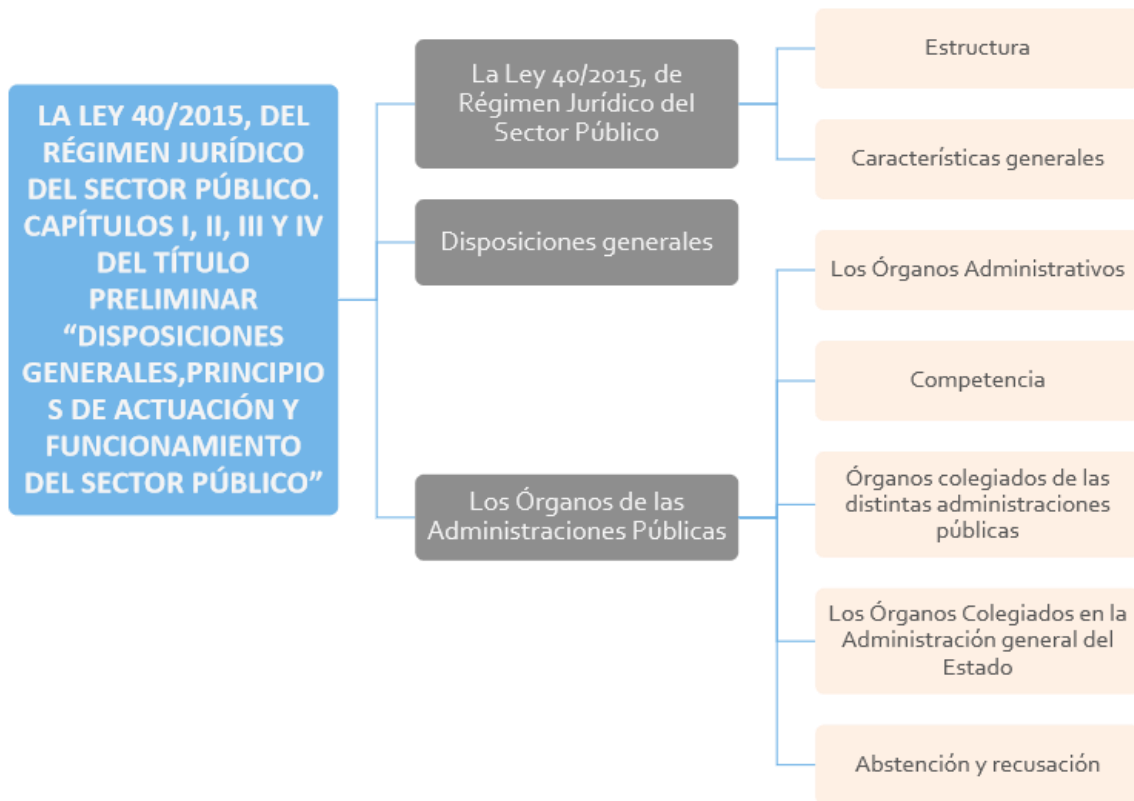 LA LEY 40/2015, DEL
RÉGIMEN JURÍDICO
DEL SECTOR PÚBLICO.
CAPÍTULOS I, II, III Y IV
DEL TÍTULO
PRELIMINAR
“DISPOSICIONES
GENERALES,PRINCIPIO
S DE ACTUACIÓN Y
FUNCIONAMIENTO
DEL SECTOR PÚBLICO”
La Ley 40/2015, de
Régimen Jurídico del
Sector Público
Estructura
Características generales
Disposiciones generales
Los Órganos de las
Administraciones Públicas
Los Órganos Administrativos
Competencia
Órganos colegiados de las
distintas administraciones
públicas
Los Órganos Colegiados en la
Administración general del
Estado
Abstención y recusación